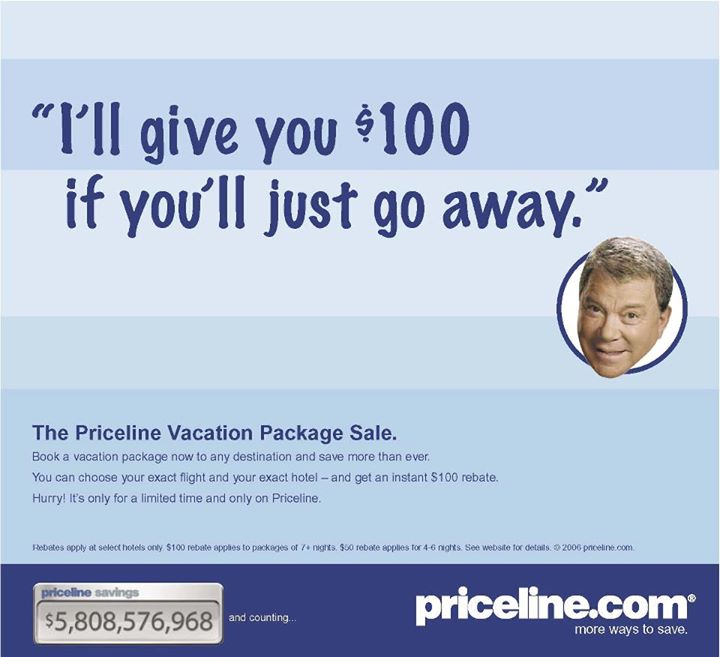 “I’ll give you $100
if you’ll just go away.”
The Priceline Vacation Package Sale.
Book a vacation package now to any destination and save more than ever.
You can choose your exact flight and your exact hotel – and get an instant $100 rebate.
Hurry! It’s only for a limited time and only on Priceline.
Rebates apply at select hotels only. $100 rebate applies to packages of 7+ nights. $50 rebate applies for 4-6 nights. See website for details. © 2006 priceline.com.
priceline savings
$5,808,576,968 and counting...
priceline.com®
more ways to save.